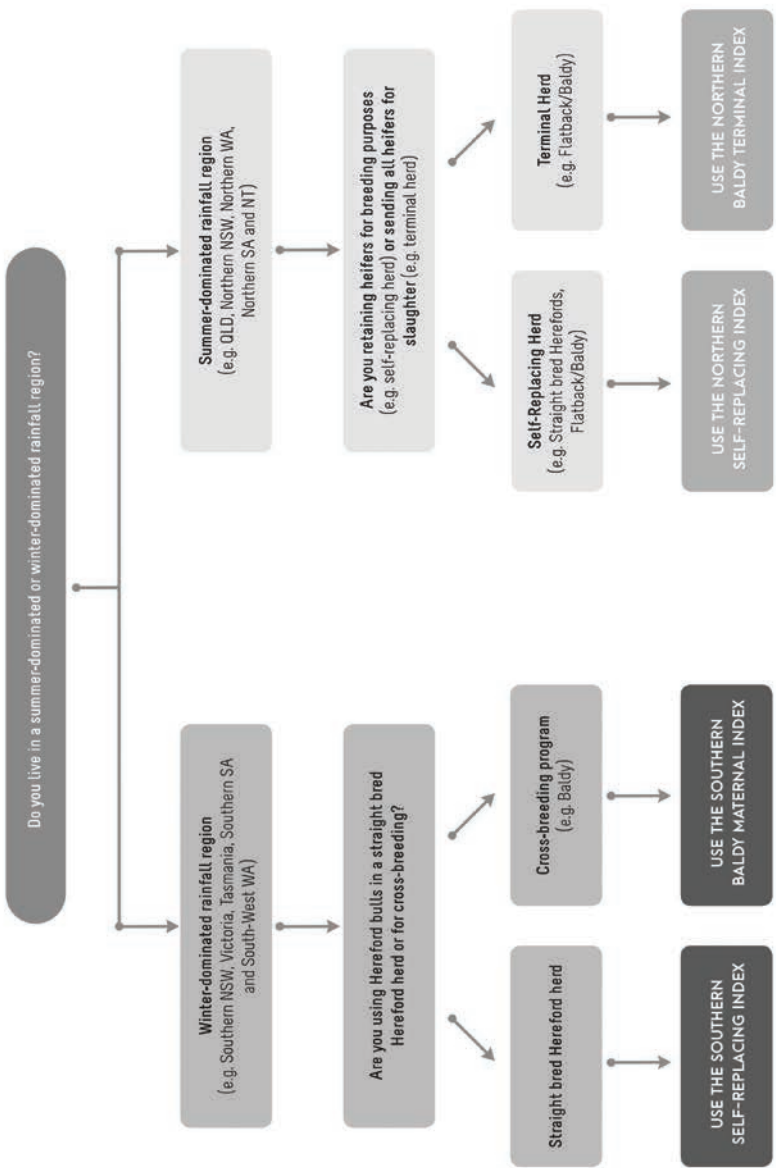 Do you live in a summer-dominated or winter-dominated rainfall region?
Winter-dominated rainfall region
(e.g. Southern NSW, Victoria, Tasmania, Southern SA
and South-West WA)
Are you using Hereford bulls in a straight bred
Hereford herd or for cross-breeding?
Straight bred Hereford herd
USE THE SOUTHERN
SELF-REPLACING INDEX
Cross-breeding program
(e.g. Baldy)
USE THE SOUTHERN
BALDY MATERNAL INDEX
Summer-dominated rainfall region
(e.g. QLD, Northern NSW, Northern WA,
Northern SA and NT)
Are you retaining heifers for breeding purposes
(e.g. self-replacing herd) or sending all heifers for
slaughter (e.g. terminal herd)
Self-Replacing Herd
(e.g. Straight bred Herefords,
Flatback/Baldy)
USE THE NORTHERN
SELF-REPLACING INDEX
Terminal Herd
(e.g. Flatback/Baldy)
USE THE NORTHERN
BALDY TERMINAL INDEX